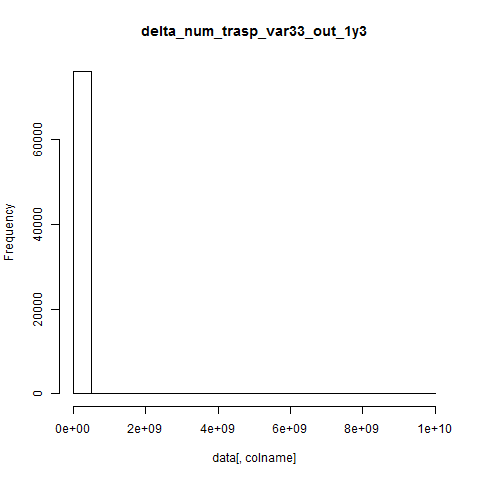 delta_num_trasp_var33_out_1y3
Frequency
60000
40000
20000
0
0e+00 2e+09 4e+09 6e+09 8e+09 1e+10
data[, colname]